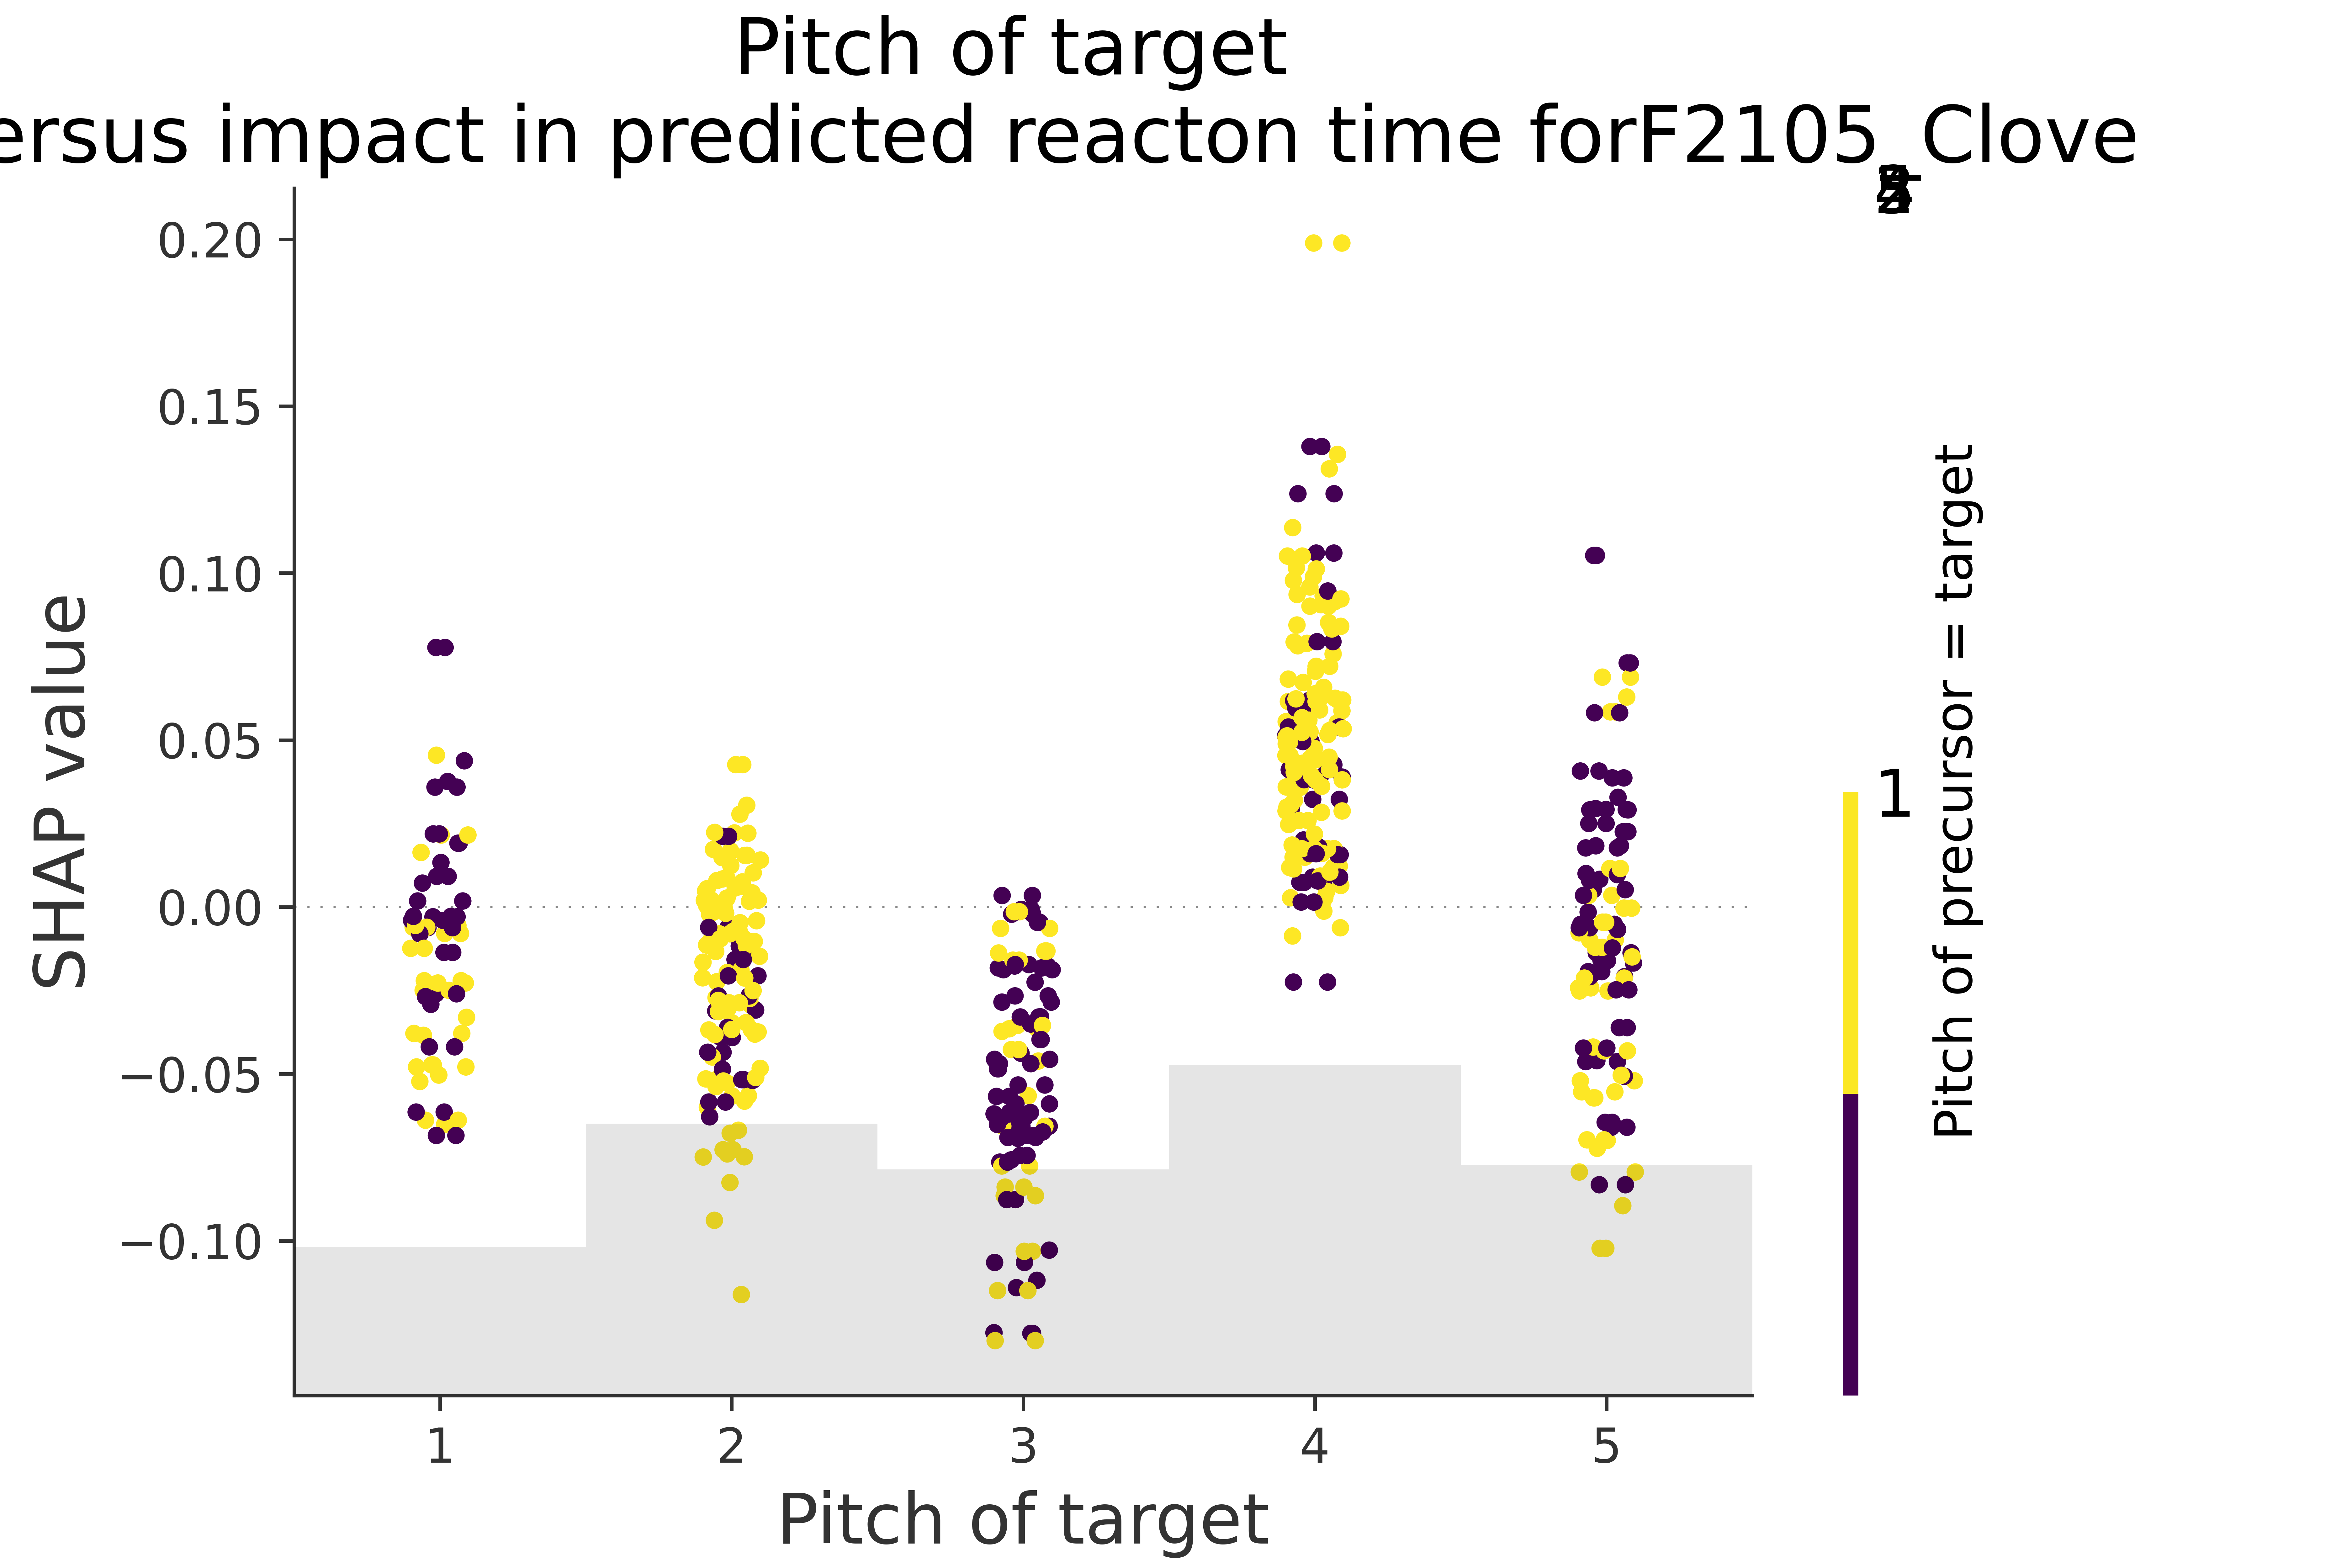 Pitch of target
ersus impact in predicted reacton time forF2105_Clove
0.20
0.15
0.10
0.05
0.00
−0.05
−0.10
SHAP value
1
2
3
4
5
Pitch of target
1
Pitch of precursor = target